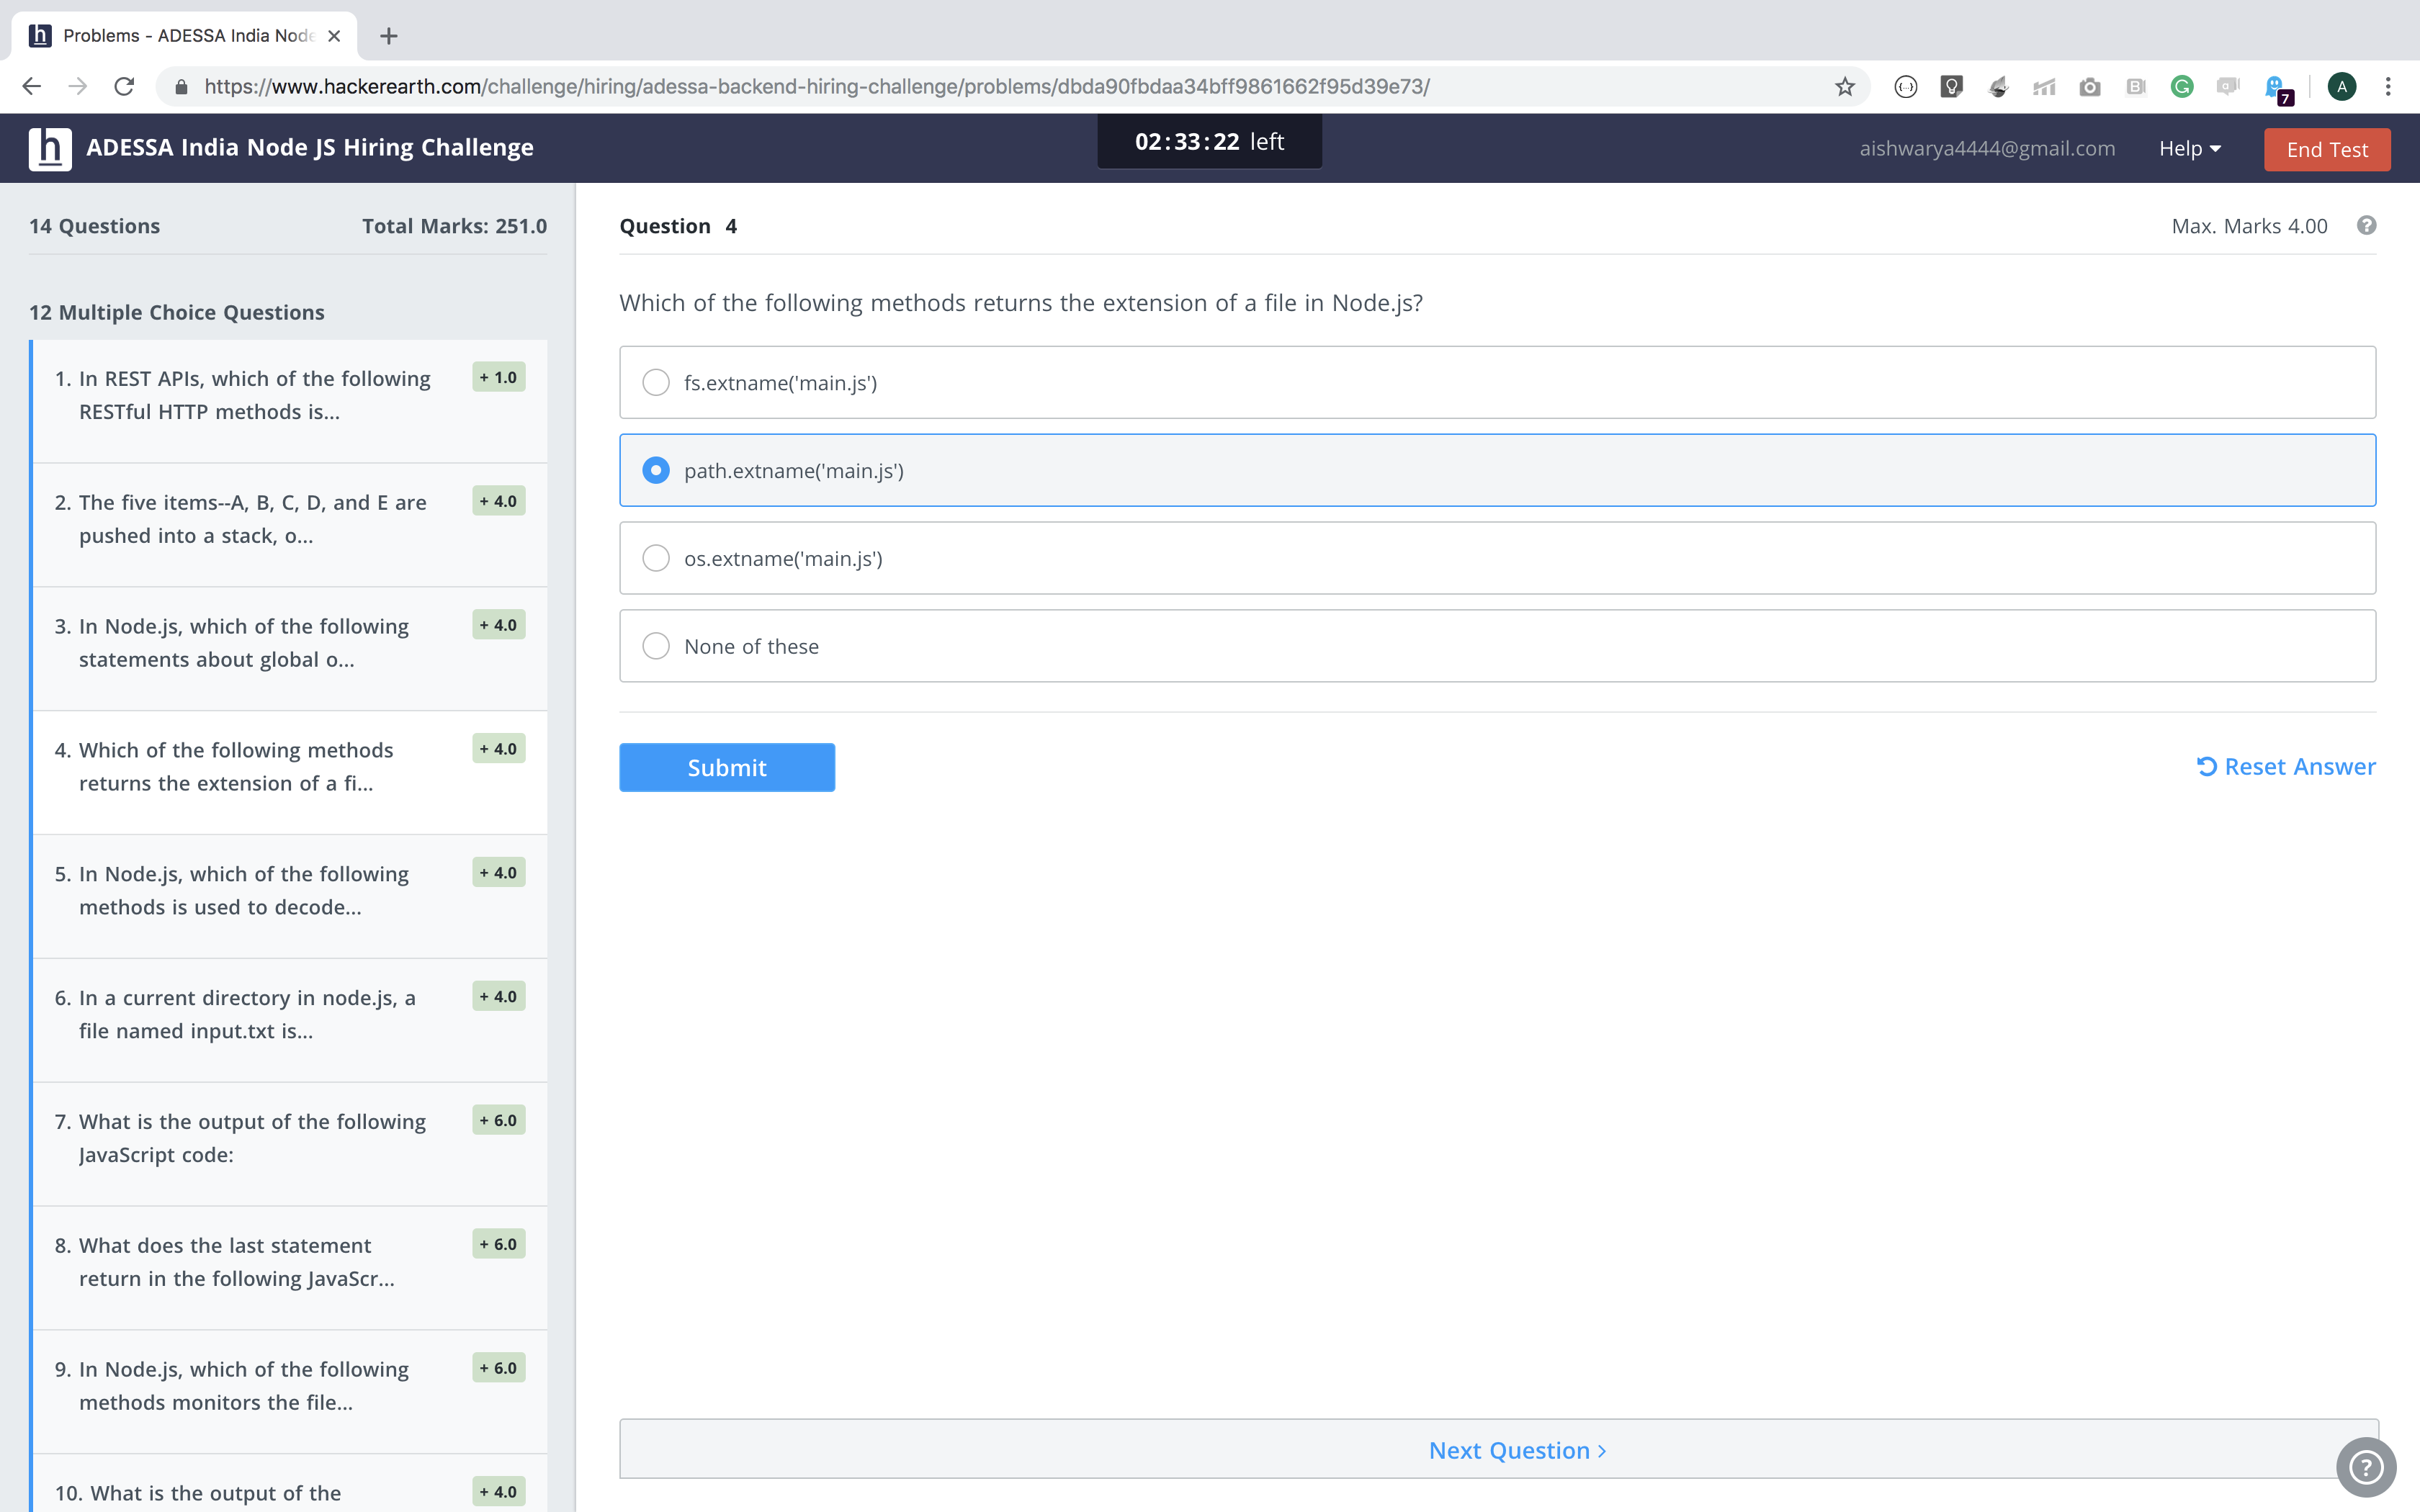 Problems - ADESSA India Node
https://www.hackerearth.com/challenge/hiring/adessa-backend-hiring-challenge/problems/dbda90fbdaa34bff9861662f95d39e73/
7
A
h ADESSA India Node JS Hiring Challenge
02:33:22 left
aishwarya4444@gmail.com
Help
End Test
14 Questions
Total Marks: 251.0
12 Multiple Choice Questions
1. In REST APIs, which of the following + 1.0
RESTful HTTP methods is...
2. The five items--A, B, C, D, and E are + 4.0
pushed into a stack, o...
3. In Node.js, which of the following + 4.0
statements about global o...
4. Which of the following methods + 4.0
returns the extension of a fi...
5. In Node.js, which of the following + 4.0
methods is used to decode...
6. In a current directory in node.js, a + 4.0
file named input.txt is...
7. What is the output of the following + 6.0
JavaScript code:
8. What does the last statement + 6.0
return in the following JavaScr...
9. In Node.js, which of the following + 6.0
methods monitors the file...
10. What is the output of the + 4.0
Question 4
Max. Marks 4.00 ?
Which of the following methods returns the extension of a file in Node.js?
fs.extname('main.js')
path.extname('main.js')
os.extname('main.js')
None of these
Submit
Reset Answer
Next Question >
?